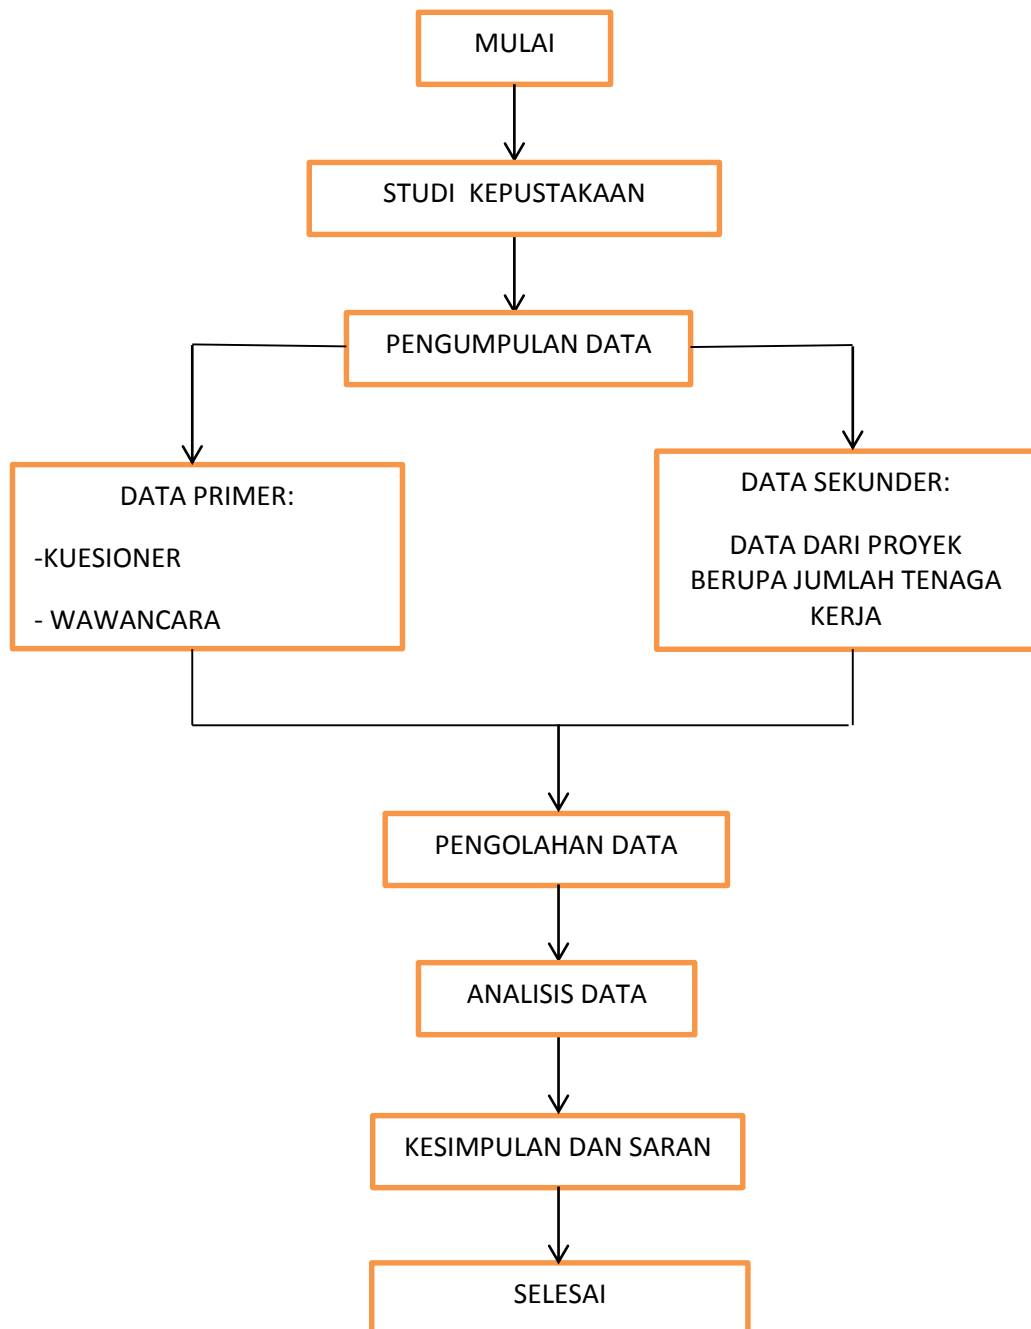 MULAI
STUDI  KEPUSTAKAAN
PENGUMPULAN DATA
DATA PRIMER:
-KUESIONER
- WAWANCARA
DATA SEKUNDER:
DATA DARI PROYEK
BERUPA JUMLAH TENAGA
KERJA
PENGOLAHAN DATA
ANALISIS DATA
KESIMPULAN DAN SARAN
SELESAI